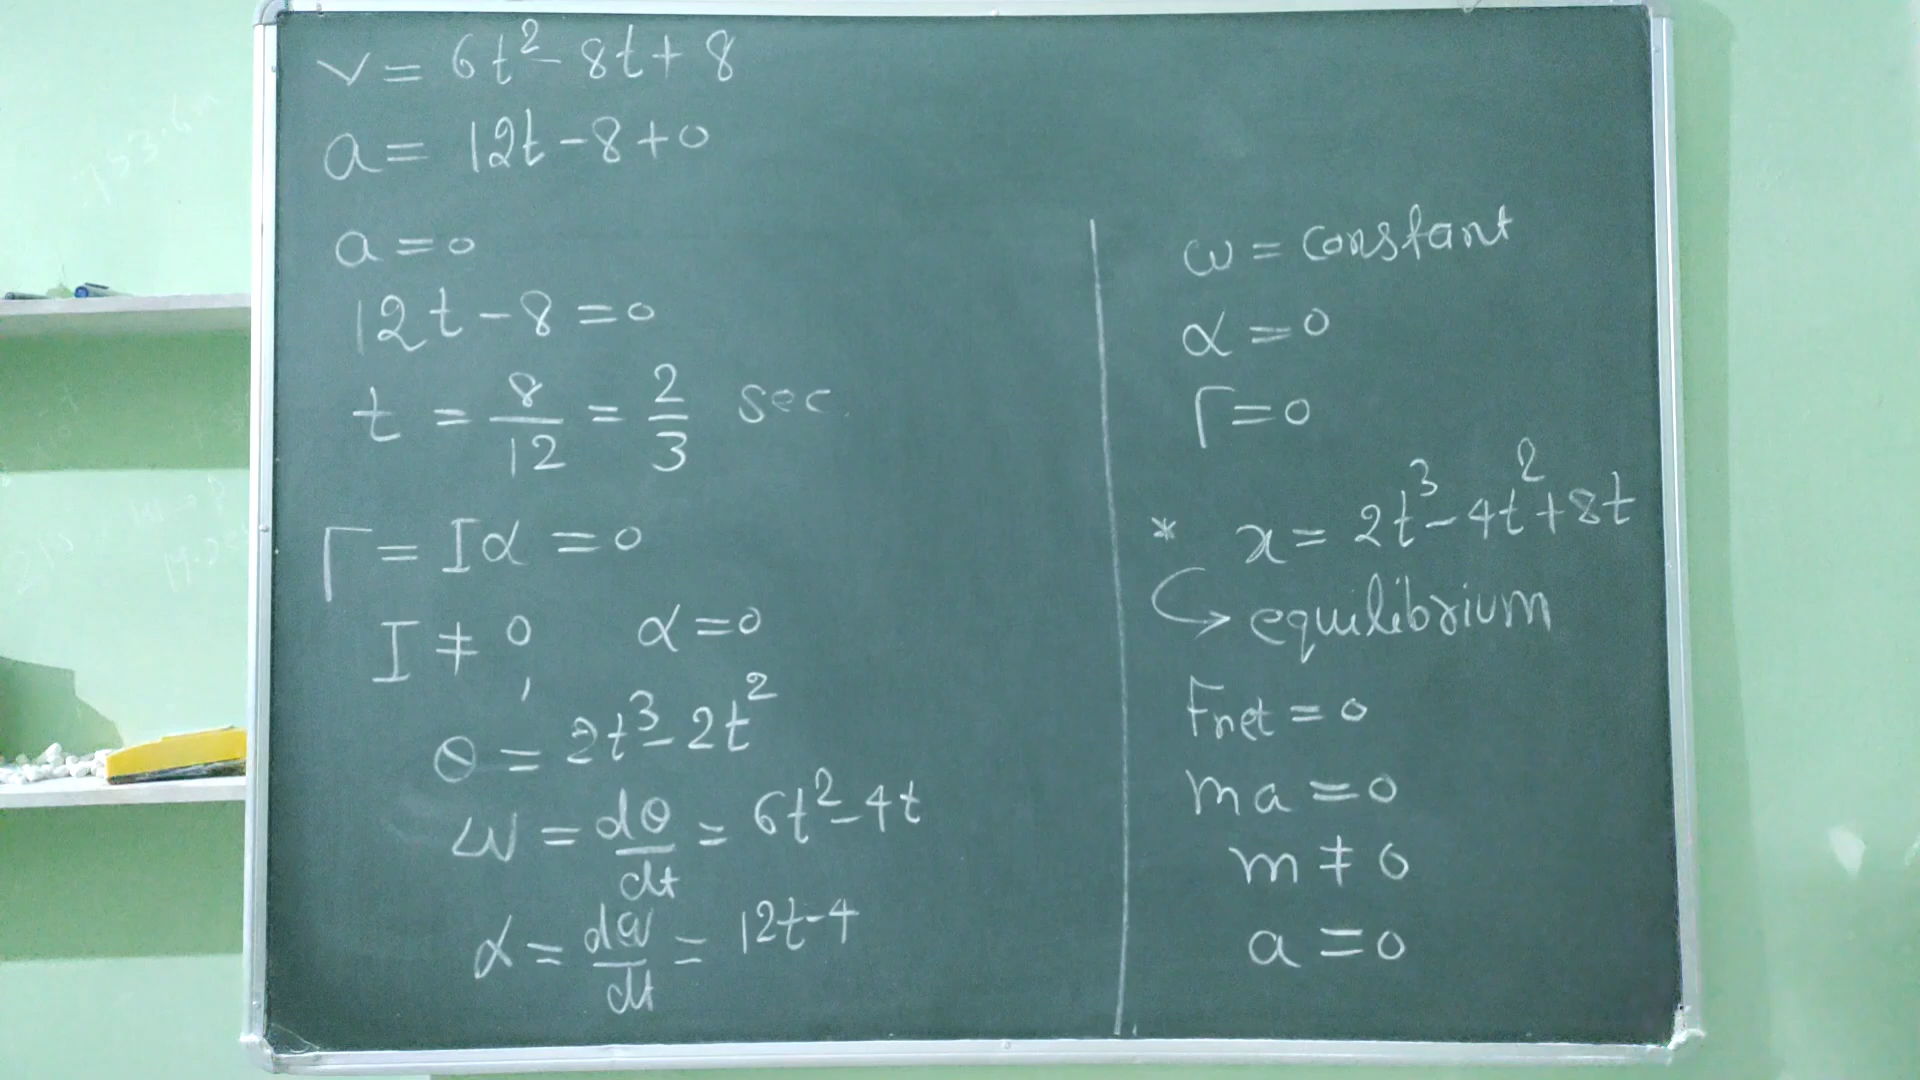 v = 6t² - 8t + 8
a = 12t - 8 + 0
a = 0
12t - 8 = 0
t = 8/12 = 2/3 sec.
Γ = Iα = 0
I ≠ 0, α = 0
θ = 2t³ - 2t²
ω = dθ/dt = 6t² - 4t
α = dω/dt = 12t - 4
ω = constant
α = 0
Γ = 0
* x = 2t³ - 4t² + 8t
↪ equilibrium
Fnet = 0
ma = 0
m ≠ 0
a = 0